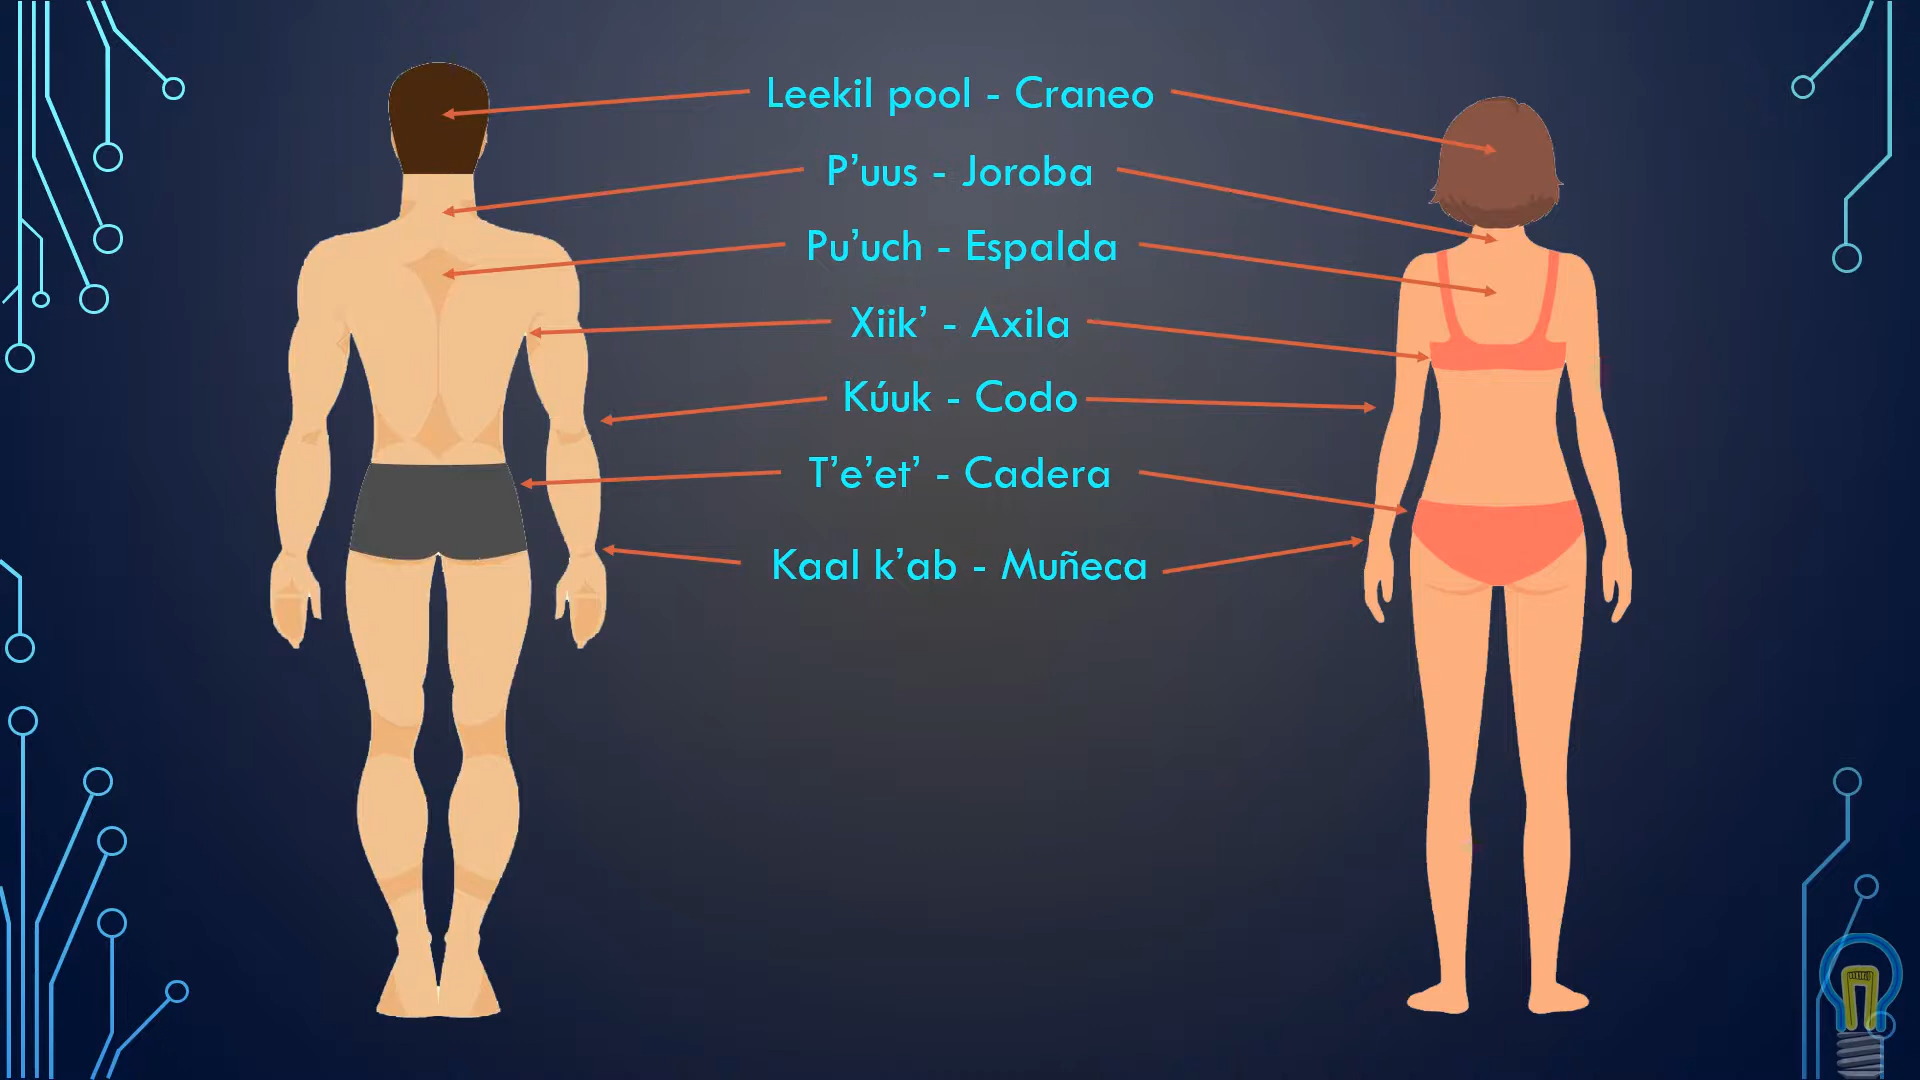 Leekil pool - Craneo
P’uus - Joroba
Pu’uch - Espalda
Xiik’ - Axila
Kúuk - Codo
T’e’et’ - Cadera
Kaal k’ab - Muñeca